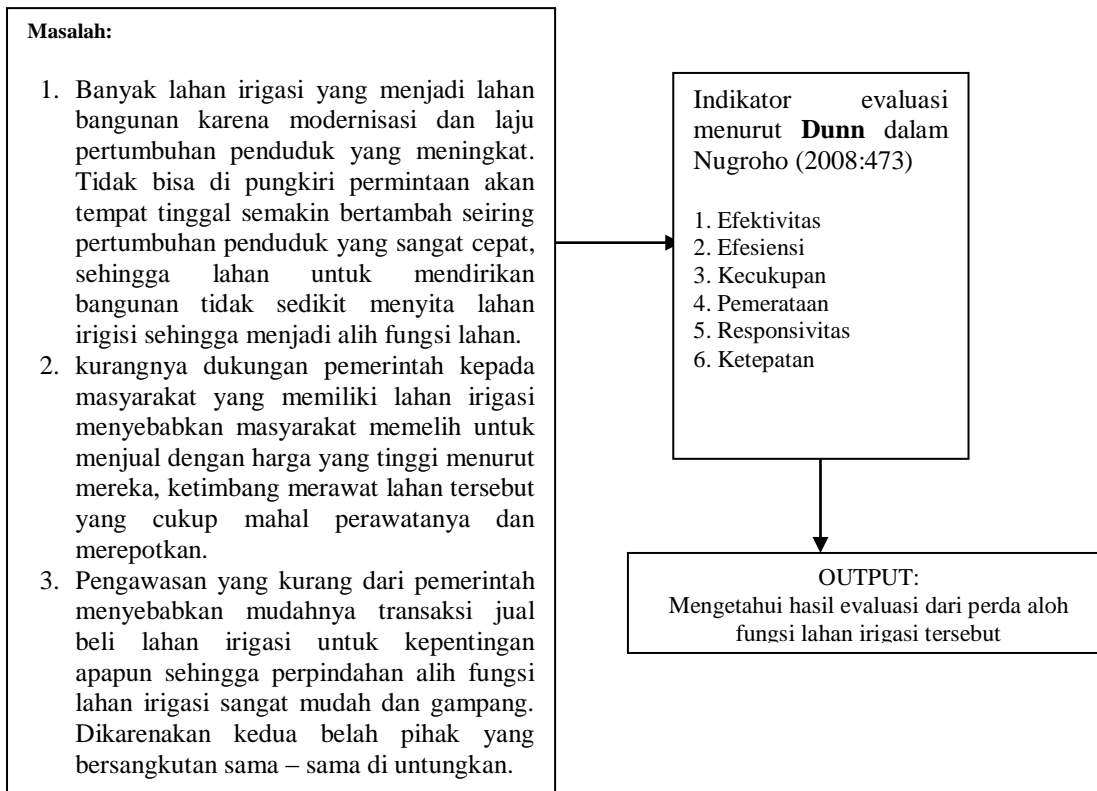 Masalah:
1. Banyak lahan irigasi yang menjadi lahan
bangunan karena modernisasi dan laju
pertumbuhan penduduk yang meningkat.
Tidak bisa di pungkiri permintaan akan
tempat tinggal semakin bertambah seiring
pertumbuhan penduduk yang sangat cepat,
sehingga lahan untuk mendirikan
bangunan tidak sedikit menyita lahan
irigisi sehingga menjadi alih fungsi lahan.
2. kurangnya dukungan pemerintah kepada
masyarakat yang memiliki lahan irigasi
menyebabkan masyarakat memelih untuk
menjual dengan harga yang tinggi menurut
mereka, ketimbang merawat lahan tersebut
yang cukup mahal perawatanya dan
merepotkan.
3. Pengawasan yang kurang dari pemerintah
menyebabkan mudahnya transaksi jual
beli lahan irigasi untuk kepentingan
apapun sehingga perpindahan alih fungsi
lahan irigasi sangat mudah dan gampang.
Dikarenakan kedua belah pihak yang
bersangkutan sama – sama di untungkan.
Indikator evaluasi
menurut Dunn dalam
Nugroho (2008:473)
1. Efektivitas
2. Efesiensi
3. Kecukupan
4. Pemerataan
5. Responsivitas
6. Ketepatan
OUTPUT:
Mengetahui hasil evaluasi dari perda aloh
fungsi lahan irigasi tersebut